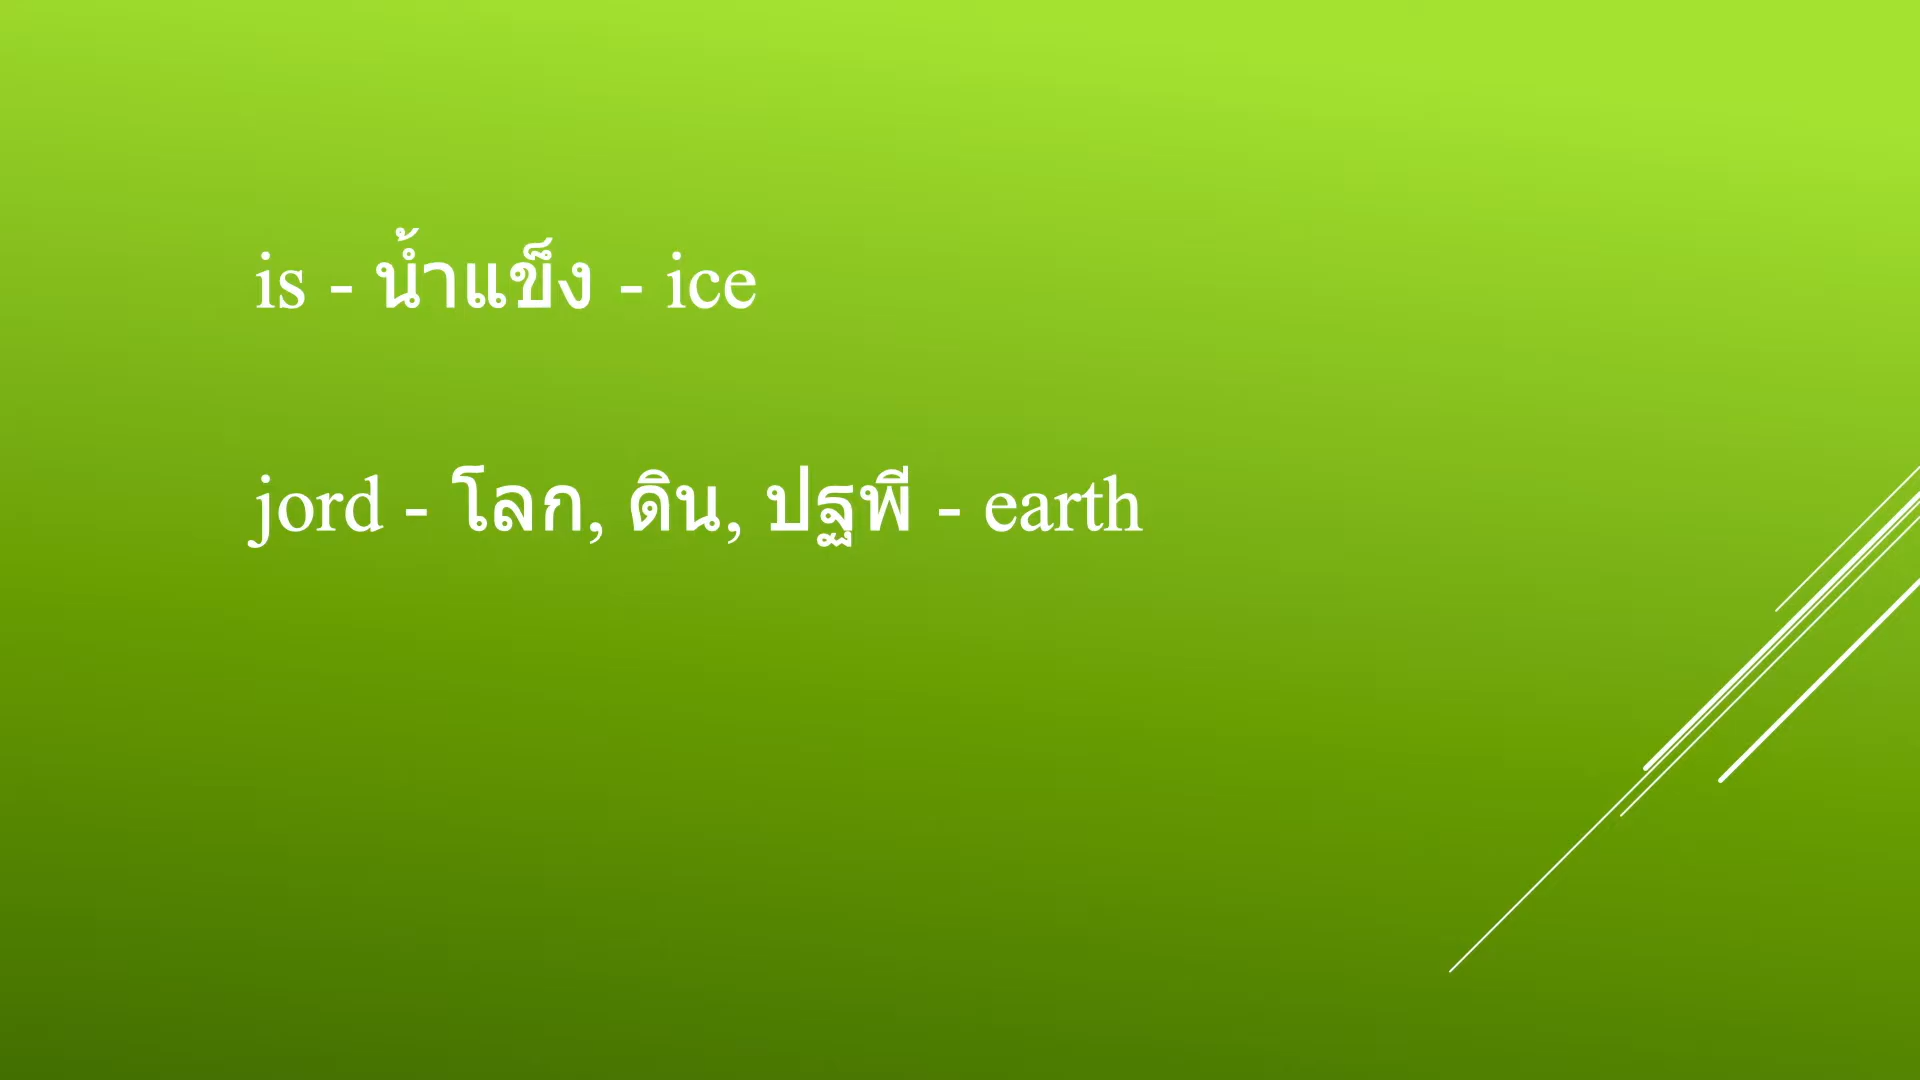 is - น้ำแข็ง - ice
jord - โลก, ดิน, ปฐพี - earth